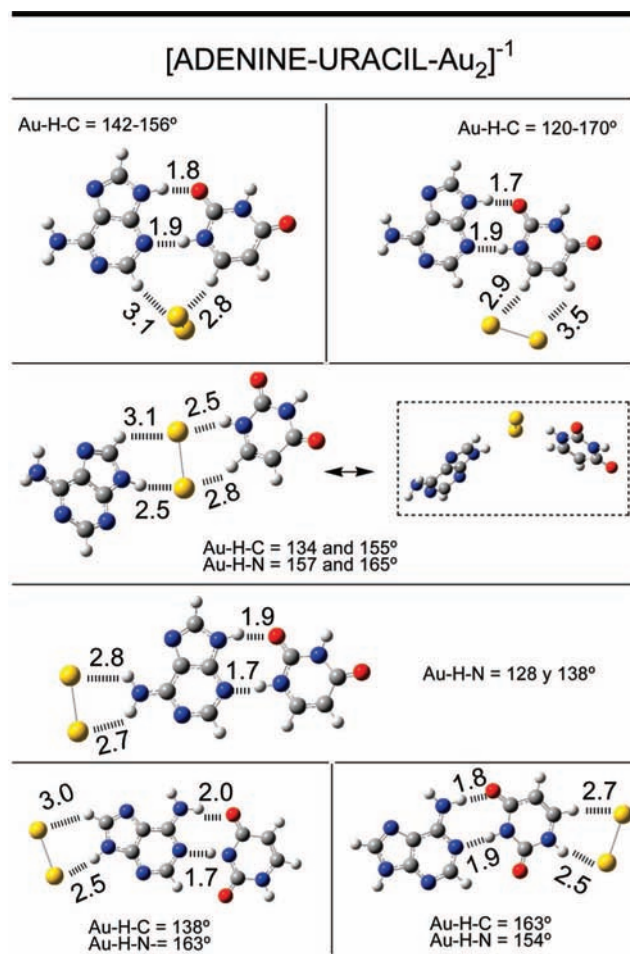 [ADENINE-URACIL-Au2]-1
Au-H-C = 142-156º
1.8
1.9
3.1
2.8
Au-H-C = 120-170º
1.7
1.9
2.9
3.5
3.1
2.5
2.5
2.8
Au-H-C = 134 and 155º
Au-H-N = 157 and 165º
1.9
2.8
1.7
2.7
Au-H-N = 128 y 138º
3.0
2.0
2.5
1.7
Au-H-C = 138º
Au-H-N-= 163º
1.8
2.7
1.9
2.5
Au-H-C = 163º
Au-H-N = 154º